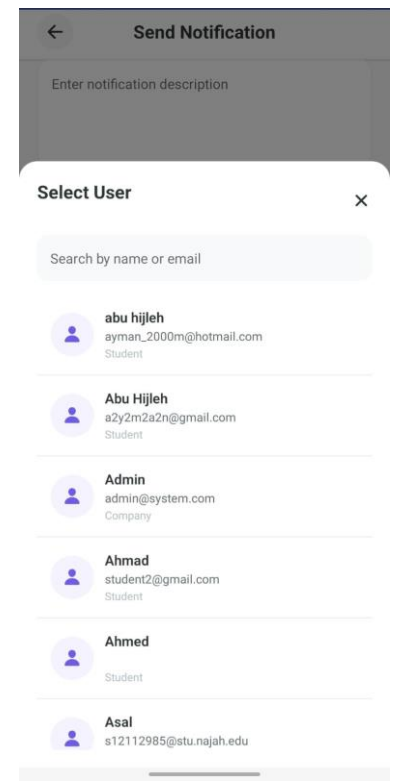 Send Notification
Enter notification description
Select User
Search by name or email
abu hijleh
ayman_2000m@hotmail.com
Student
Abu Hijleh
a2y2m2a2n@gmail.com
Student
Admin
admin@system.com
Company
Ahmad
student2@gmail.com
Student
Ahmed
Student
Asal
s12112985@stu.najah.edu